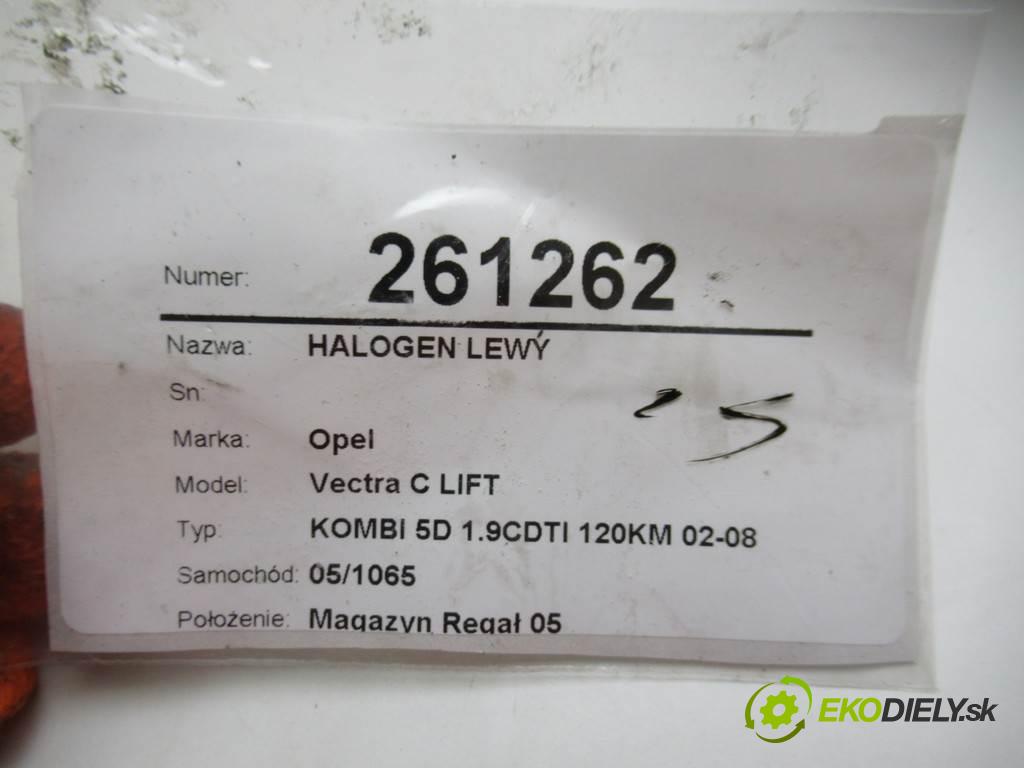 Numer: 261262
Nazwa: HALOGEN LEWÝ
Sn:
Marka: Opel
Model: Vectra C LIFT
Typ: KOMBI 5D 1.9CDTI 120KM 02-08
Samochód: 05/1065
Położenie: Magazyn Regał 05
EKODIELY.sk